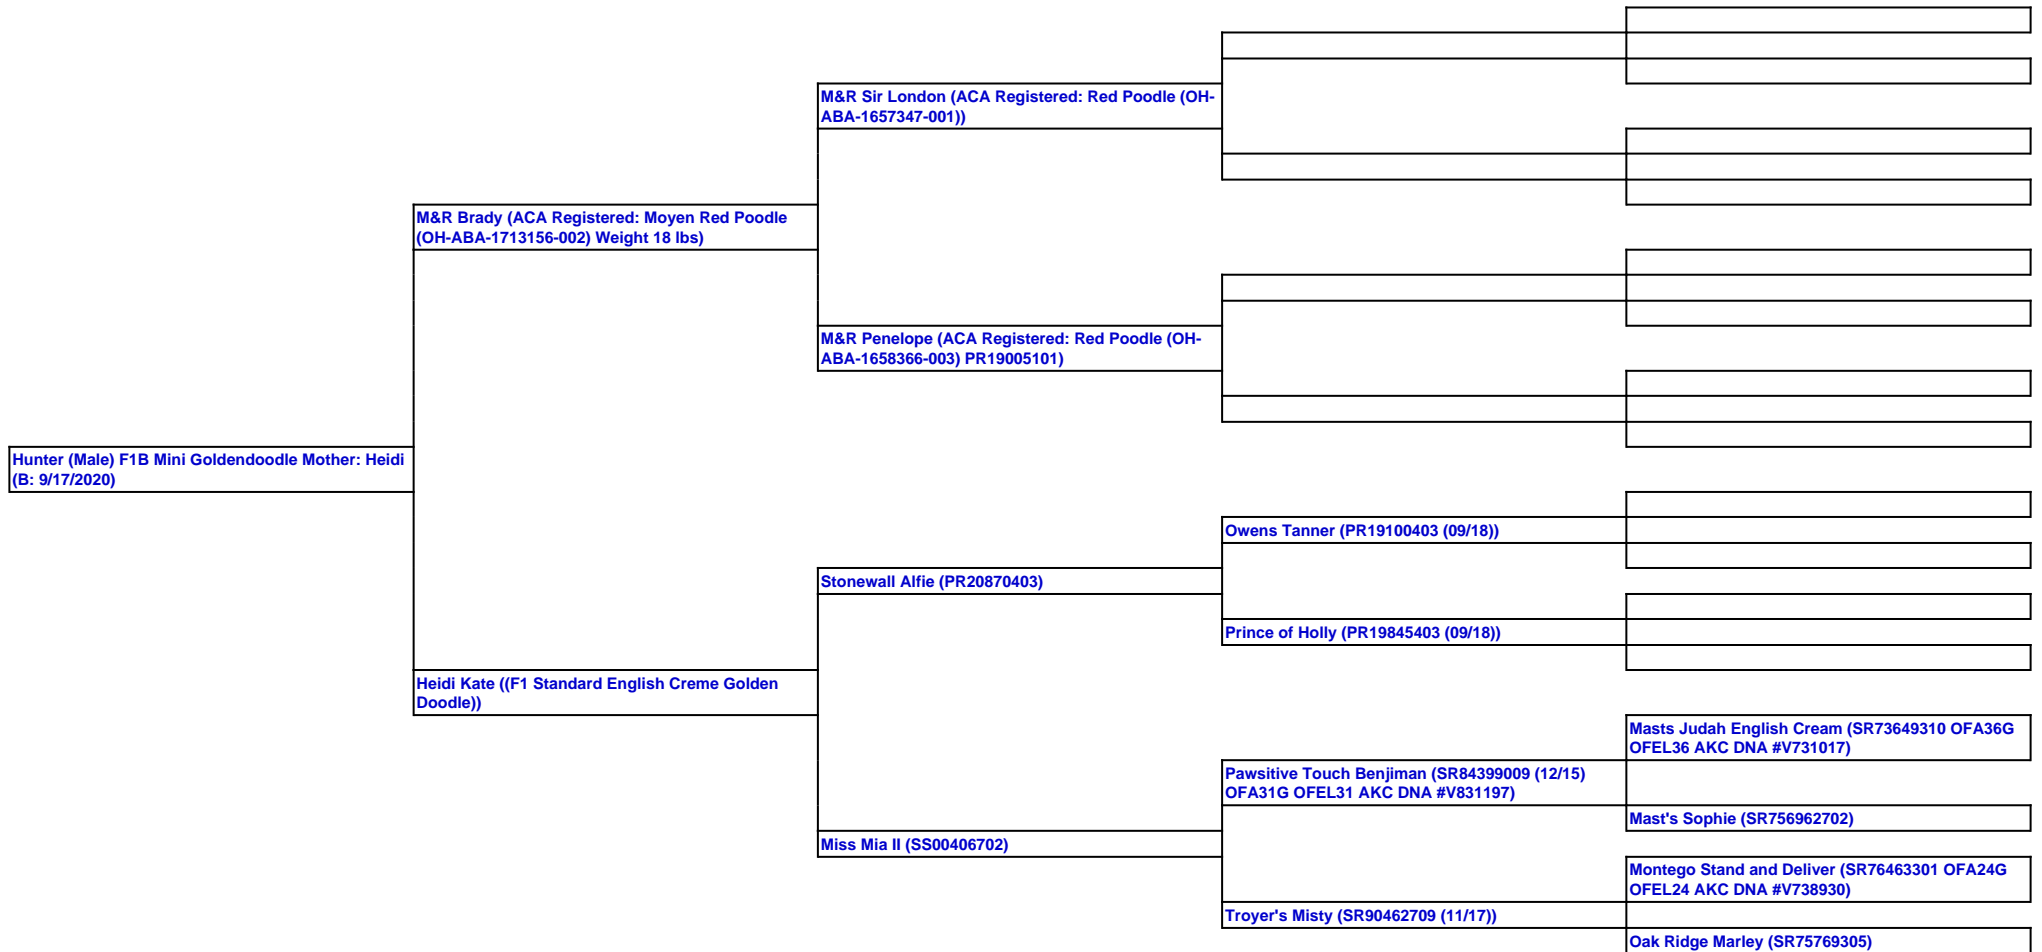 M&R Sir London (ACA Registered: Red Poodle (OH-
ABA-1657347-001))
M&R Brady (ACA Registered: Moyen Red Poodle
(OH-ABA-1713156-002) Weight 18 lbs)
M&R Penelope (ACA Registered: Red Poodle (OH-
ABA-1658366-003) PR19005101)
Hunter (Male) F1B Mini Goldendoodle Mother: Heidi
(B: 9/17/2020)
Owens Tanner (PR19100403 (09/18))
Stonewall Alfie (PR20870403)
Prince of Holly (PR19845403 (09/18))
Heidi Kate ((F1 Standard English Creme Golden
Doodle))
Masts Judah English Cream (SR73649310 OFA36G
OFEL36 AKC DNA #V731017)
Pawsitive Touch Benjiman (SR84399009 (12/15)
OFA31G OFEL31 AKC DNA #V831197)
Mast's Sophie (SR756962702)
Miss Mia II (SS00406702)
Montego Stand and Deliver (SR76463301 OFA24G
OFEL24 AKC DNA #V738930)
Troyer's Misty (SR90462709 (11/17))
Oak Ridge Marley (SR75769305)